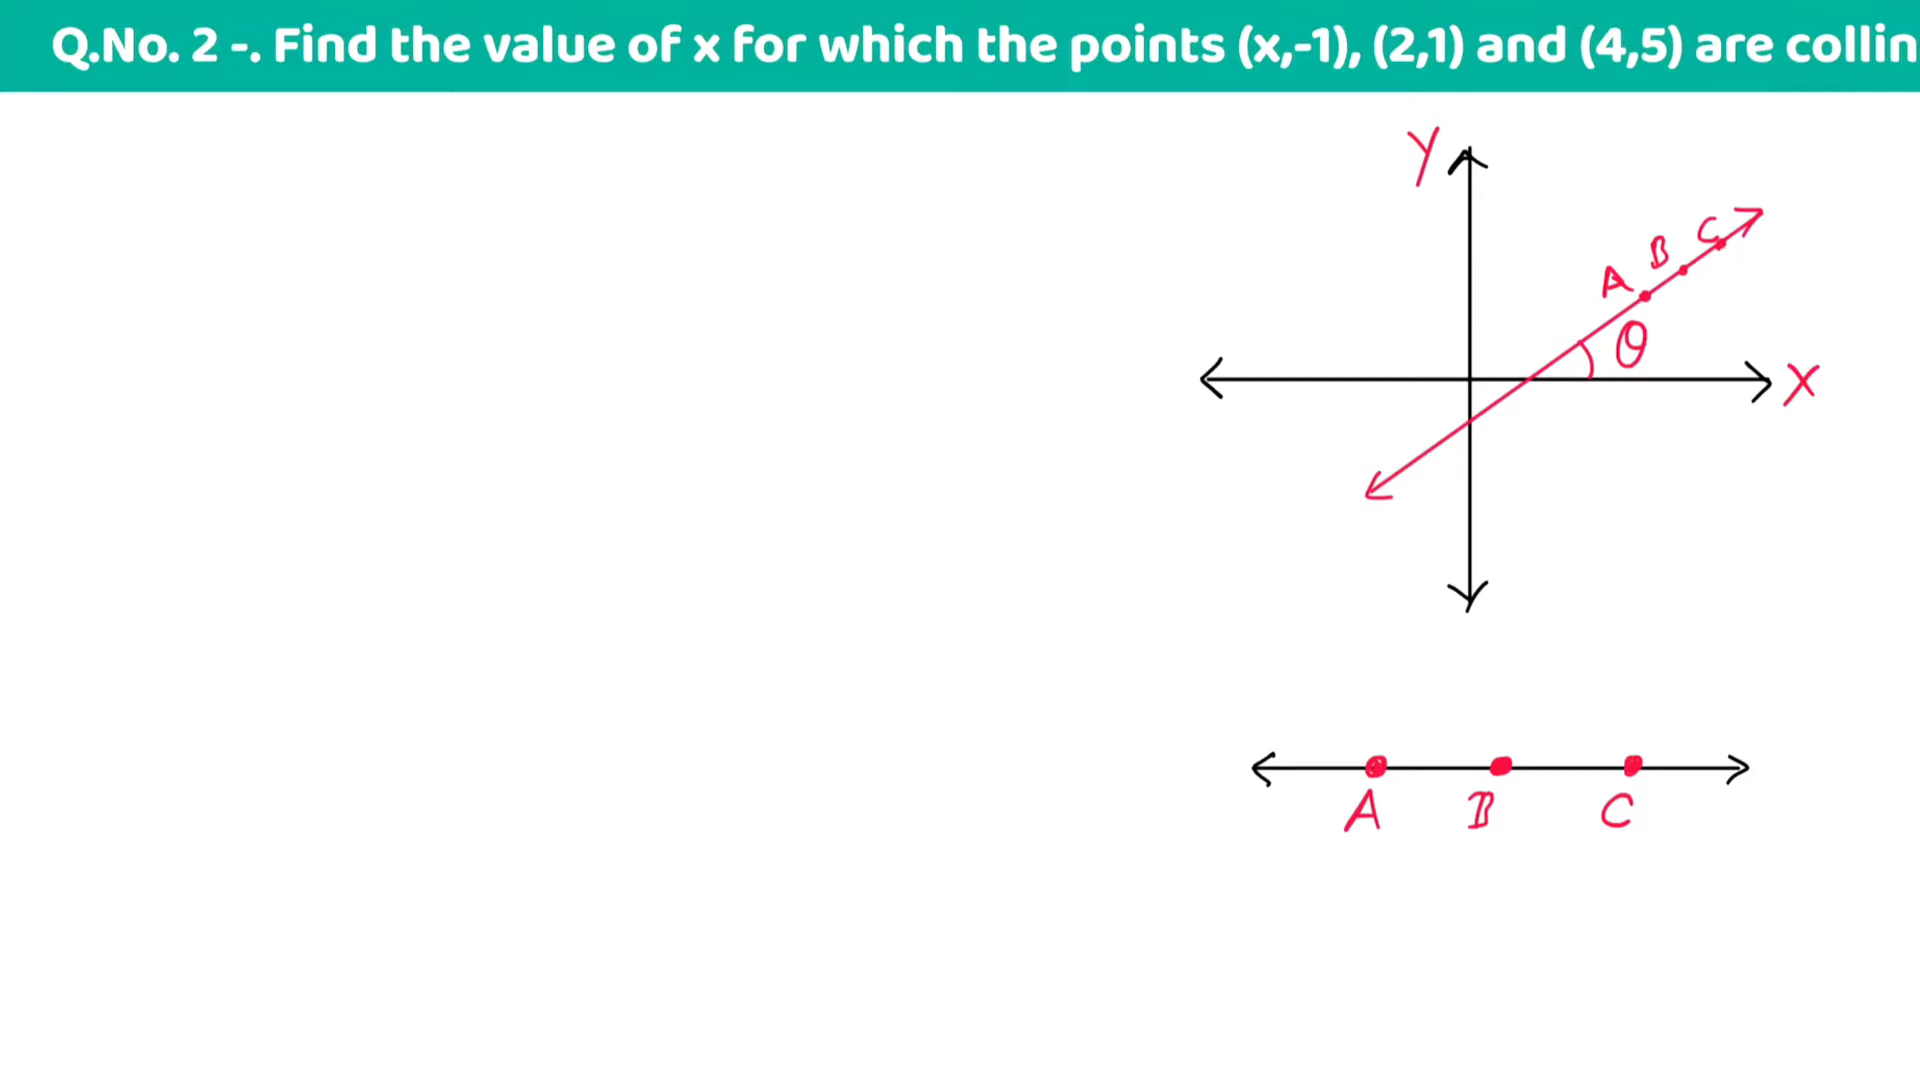 Q.No. 2 -. Find the value of x for which the points (x,-1), (2,1) and (4,5) are collin
Y
A B C
θ
X
A B C